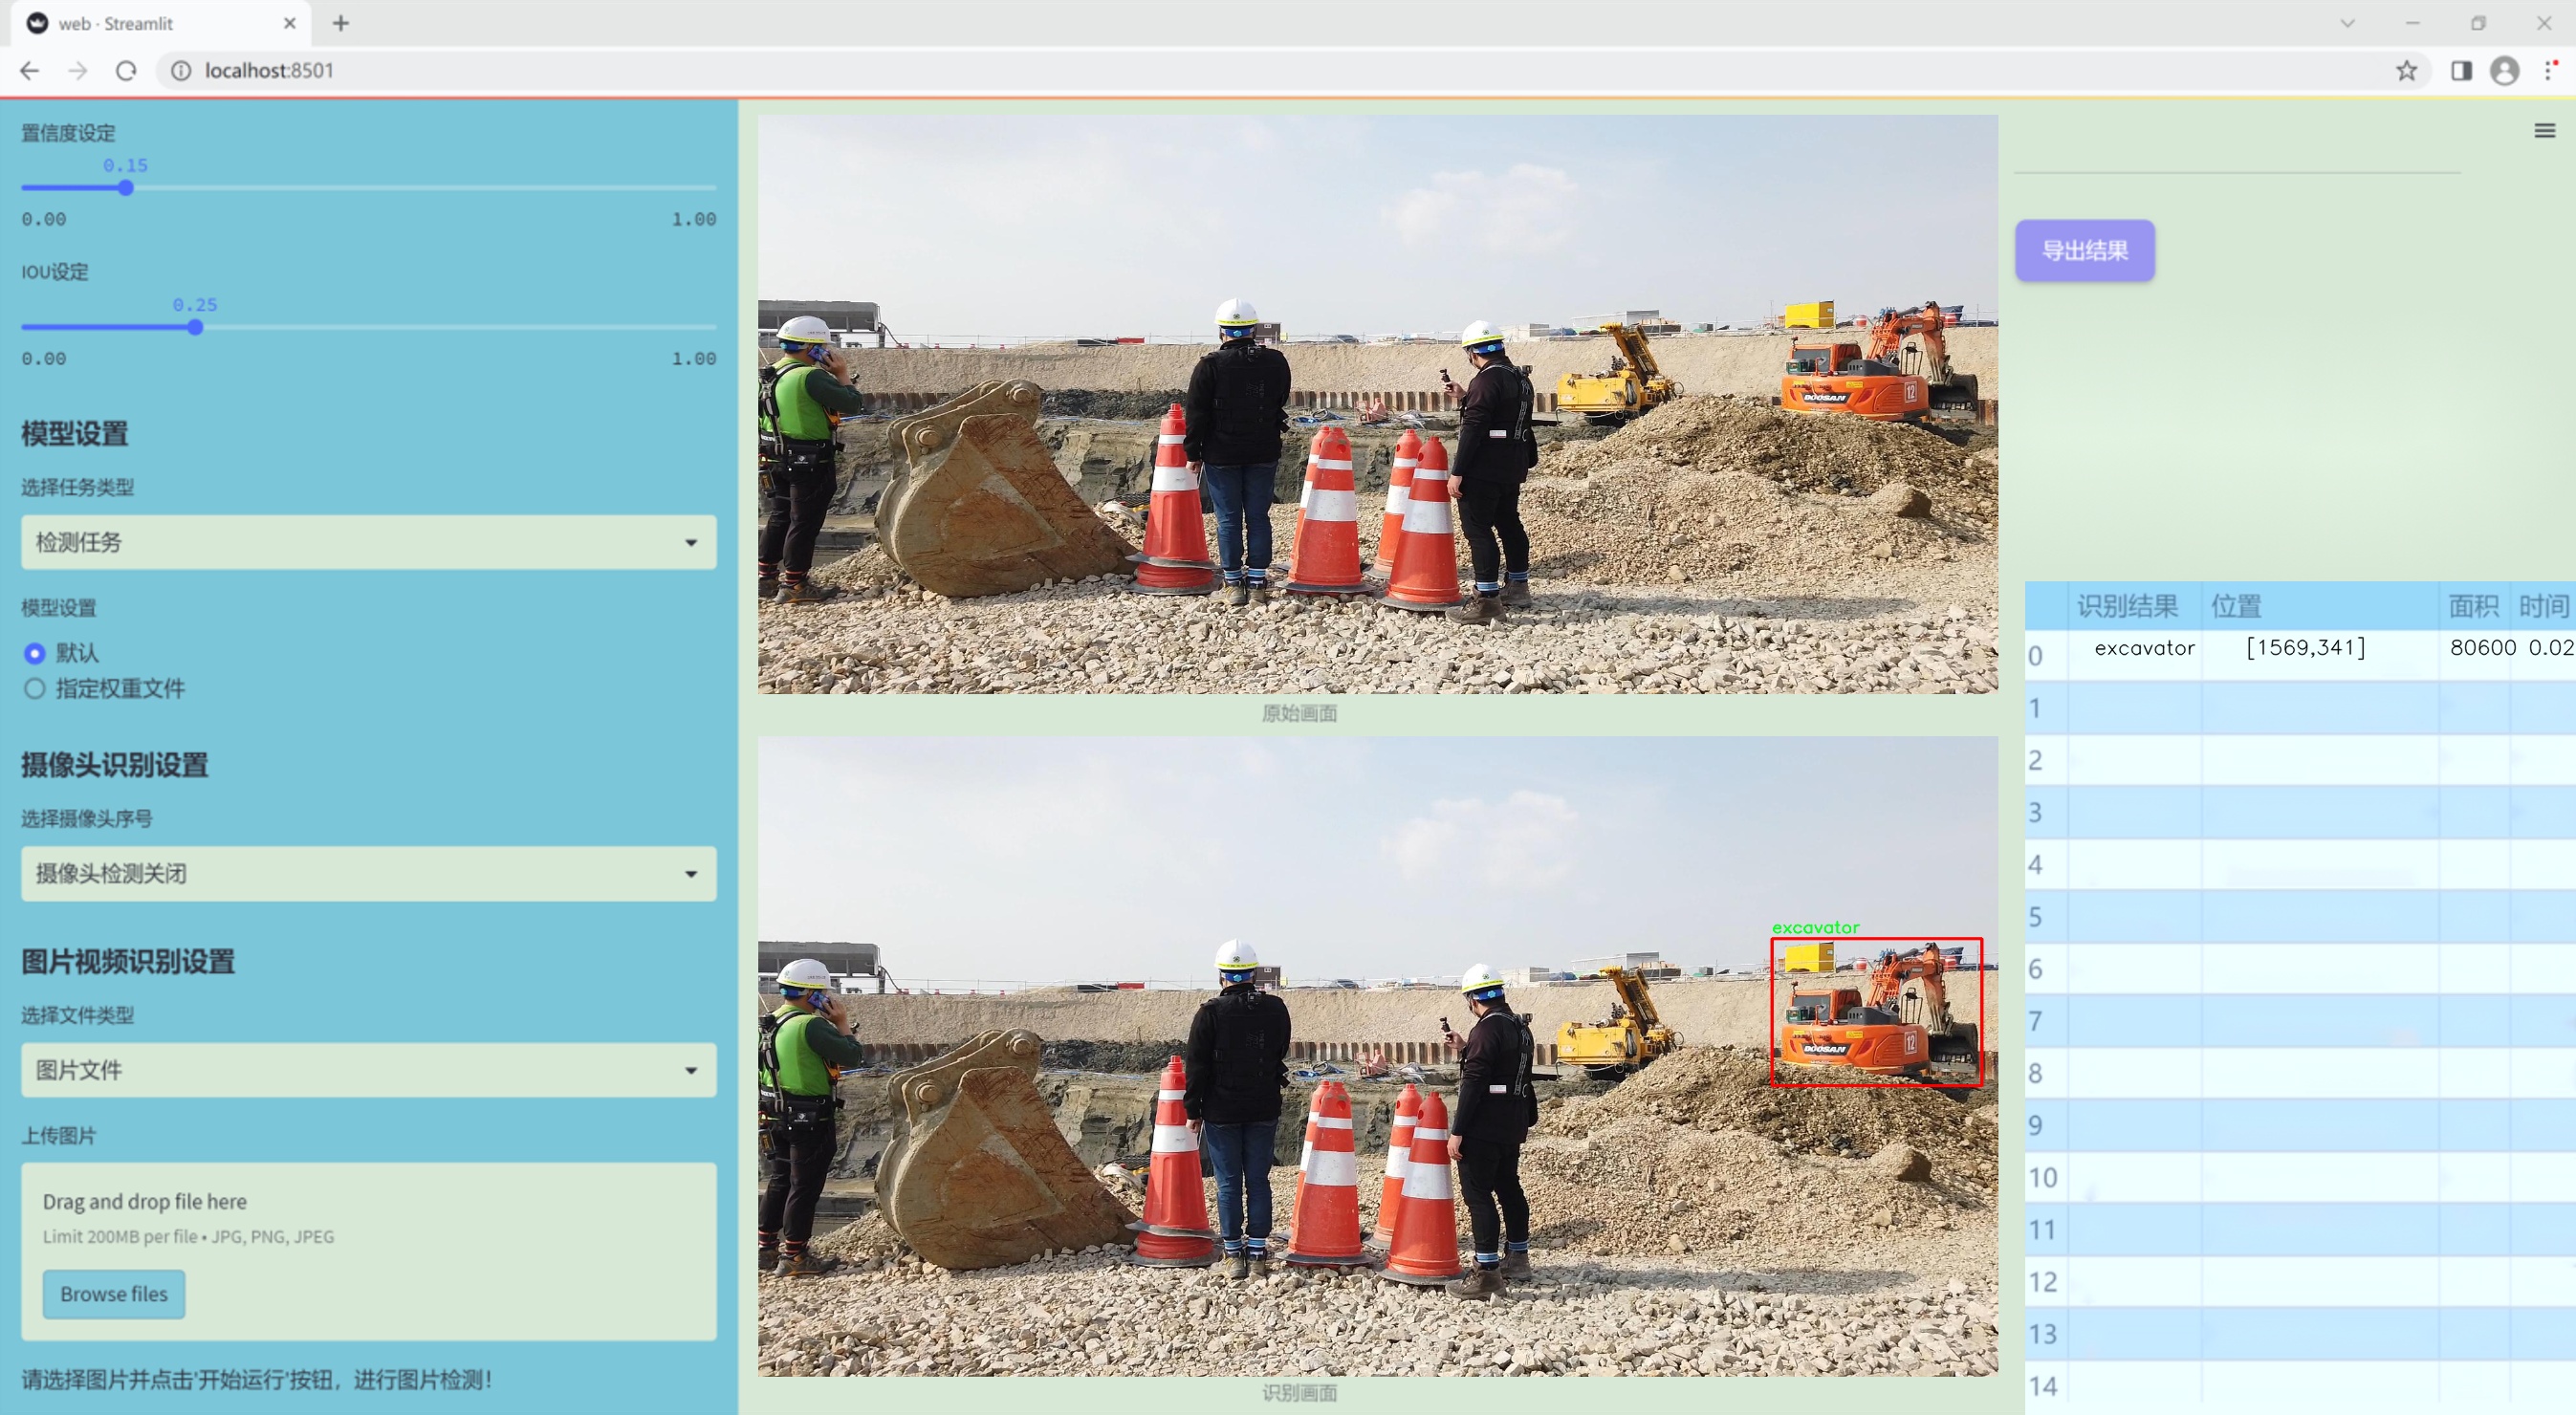 web · Streamlit
localhost:8501
置信度设定
0.15
0.00 1.00
IOU设定
0.25
0.00 1.00
模型设置
选择任务类型
检测任务
模型设置
默认
指定权重文件
摄像头识别设置
选择摄像头序号
摄像头检测关闭
图片视频识别设置
选择文件类型
图片文件
上传图片
Drag and drop file here
Limit 200MB per file • JPG, PNG, JPEG
Browse files
请选择图片并点击'开始运行'按钮，进行图片检测！
DOOSAN
12
原始画面
excavator
DOOSAN
12
识别画面
导出结果
识别结果 位置 面积 时间
0 excavator [1569,341] 80600 0.02
1
2
3
4
5
6
7
8
9
10
11
12
13
14